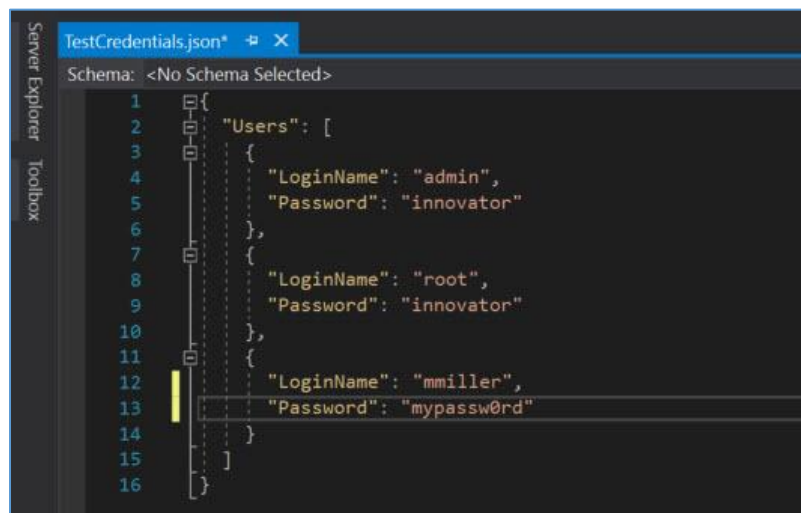 Server Explorer
Toolbox
TestCredentials.json*
Schema: <No Schema Selected>
1 {
2 "Users": [
3 {
4 "LoginName": "admin",
5 "Password": "innovator"
6 },
7 {
8 "LoginName": "root",
9 "Password": "innovator"
10 },
11 {
12 "LoginName": "mmiller",
13 "Password": "mypassw0rd"
14 }
15 ]
16 }